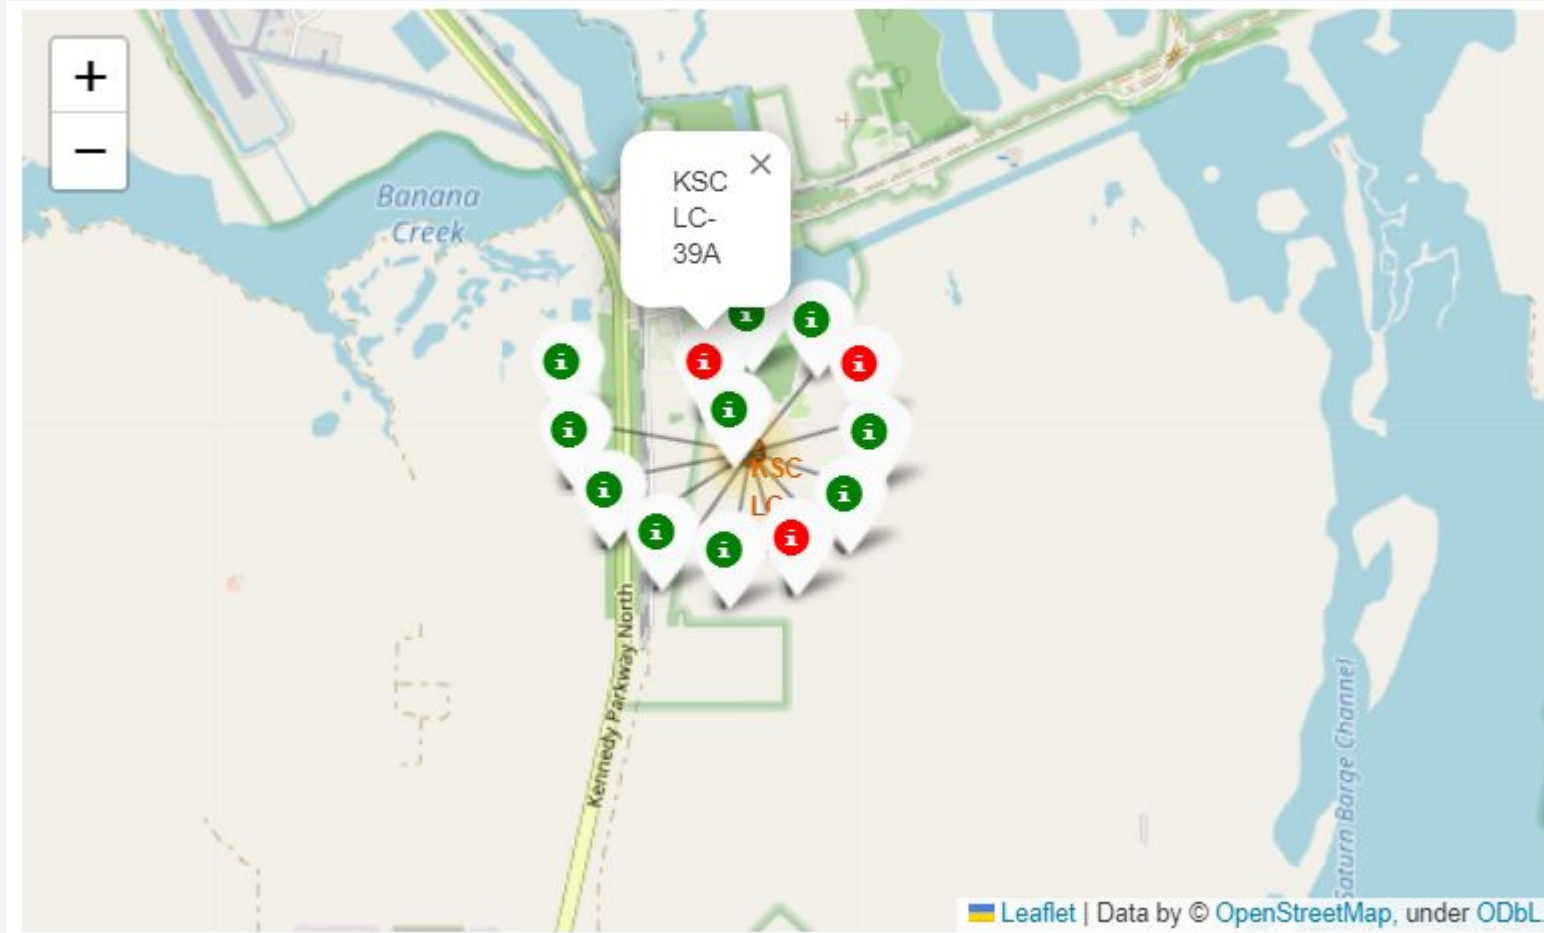 +
−
Banana
Creek
×
KSC
LC-
39A
i
i
i
i
i
i
i
i
i
i
i
i
i
KSC
LC
Kennedy Parkway North
Saturn Barge Channel
Leaflet | Data by © OpenStreetMap, under ODbL.